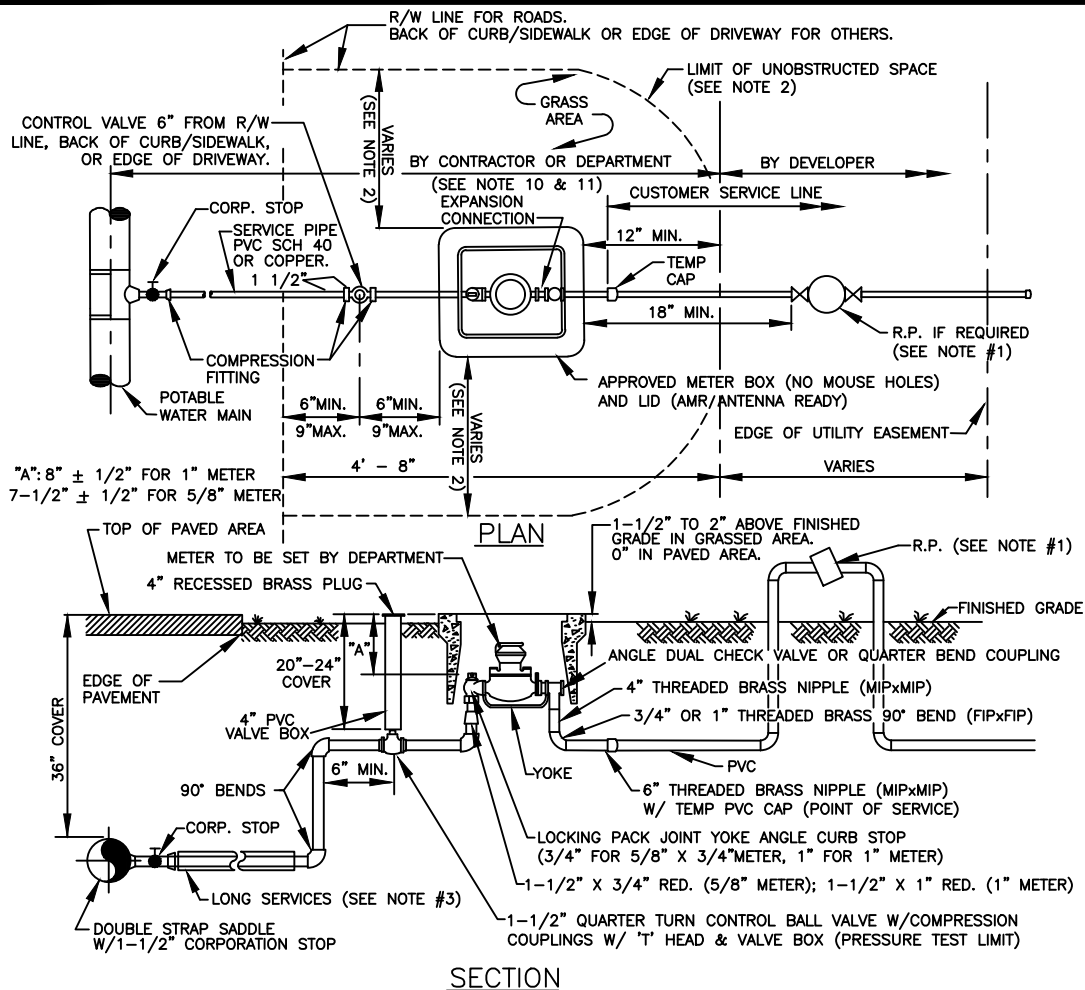 R/W LINE FOR ROADS.
BACK OF CURB/SIDEWALK OR EDGE OF DRIVEWAY FOR OTHERS.
LIMIT OF UNOBSTRUCTED SPACE
(SEE NOTE 2)
GRASS
AREA
CONTROL VALVE 6" FROM R/W
LINE, BACK OF CURB/SIDEWALK,
OR EDGE OF DRIVEWAY.
VARIES
(SEE NOTE 2)
BY CONTRACTOR OR DEPARTMENT
(SEE NOTE 10 & 11)
BY DEVELOPER
CUSTOMER SERVICE LINE
EXPANSION
CONNECTION
CORP. STOP
SERVICE PIPE
PVC SCH 40
OR COPPER.
1 1/2"
12" MIN.
TEMP
CAP
18" MIN.
R.P. IF REQUIRED
(SEE NOTE #1)
COMPRESSION
FITTING
POTABLE
WATER MAIN
APPROVED METER BOX (NO MOUSE HOLES)
AND LID (AMR/ANTENNA READY)
6"MIN.
9"MAX.
6"MIN.
9"MAX.
VARIES
(SEE NOTE 2)
EDGE OF UTILITY EASEMENT
4' - 8"
VARIES
"A": 8" ± 1/2" FOR 1" METER
7-1/2" ± 1/2" FOR 5/8" METER
PLAN
TOP OF PAVED AREA
METER TO BE SET BY DEPARTMENT
4" RECESSED BRASS PLUG
1-1/2" TO 2" ABOVE FINISHED
GRADE IN GRASSED AREA.
0" IN PAVED AREA.
R.P. (SEE NOTE #1)
FINISHED GRADE
"A"
20"-24"
COVER
EDGE OF
PAVEMENT
4" PVC
VALVE BOX
36" COVER
6" MIN.
90° BENDS
ANGLE DUAL CHECK VALVE OR QUARTER BEND COUPLING
4" THREADED BRASS NIPPLE (MIPxMIP)
3/4" OR 1" THREADED BRASS 90° BEND (FIPxFIP)
PVC
YOKE
6" THREADED BRASS NIPPLE (MIPxMIP)
W/ TEMP PVC CAP (POINT OF SERVICE)
CORP. STOP
LOCKING PACK JOINT YOKE ANGLE CURB STOP
(3/4" FOR 5/8" X 3/4"METER, 1" FOR 1" METER)
LONG SERVICES (SEE NOTE #3)
1-1/2" X 3/4" RED. (5/8" METER); 1-1/2" X 1" RED. (1" METER)
DOUBLE STRAP SADDLE
W/1-1/2" CORPORATION STOP
1-1/2" QUARTER TURN CONTROL BALL VALVE W/COMPRESSION
COUPLINGS W/ 'T' HEAD & VALVE BOX (PRESSURE TEST LIMIT)
SECTION